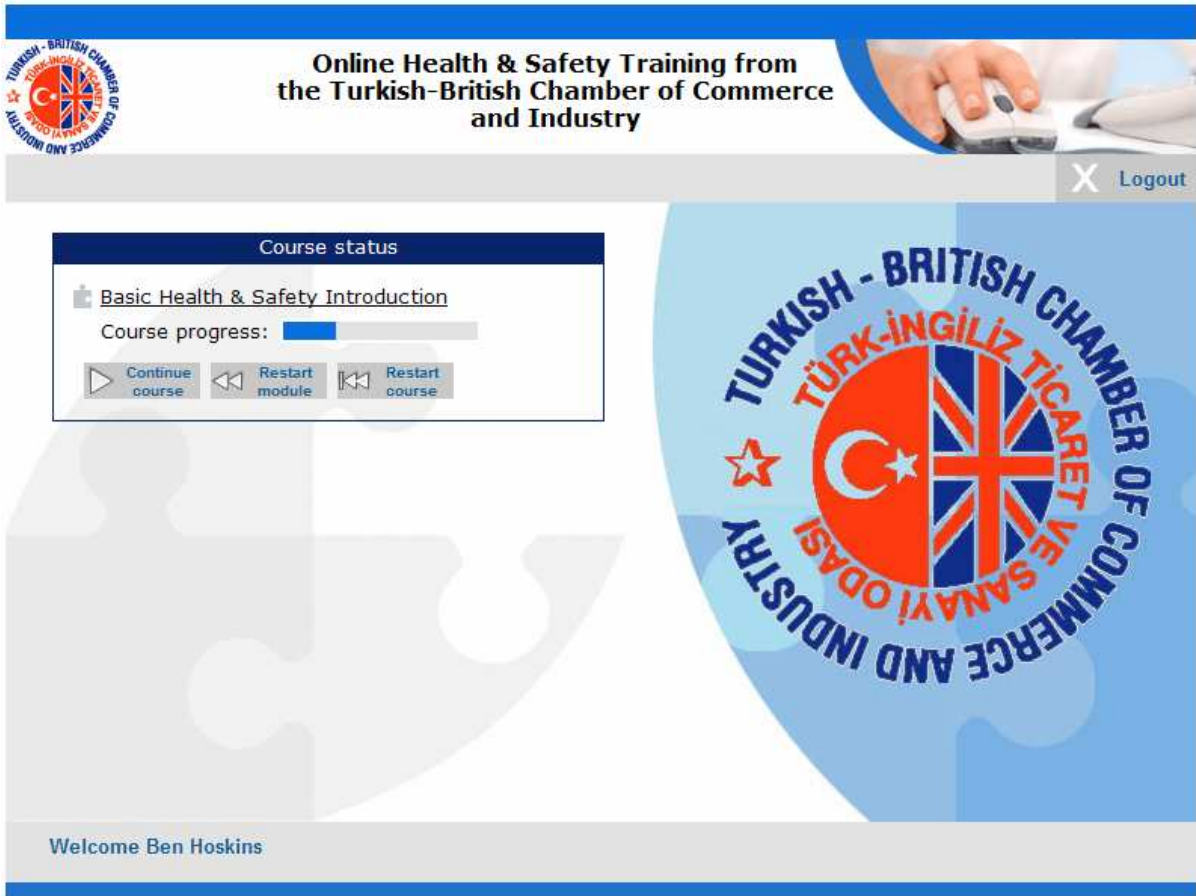 TURKISH - BRITISH CHAMBER OF COMMERCE AND INDUSTRY
TÜRK-İNGİLİZ TİCARET VE SANAYİ ODASI
Online Health & Safety Training from
the Turkish-British Chamber of Commerce
and Industry
X Logout
Course status
Basic Health & Safety Introduction
Course progress:
Continue
course
Restart
module
Restart
course
TURKISH - BRITISH CHAMBER OF COMMERCE AND INDUSTRY
TÜRK-İNGİLİZ TİCARET VE SANAYİ ODASI
Welcome Ben Hoskins